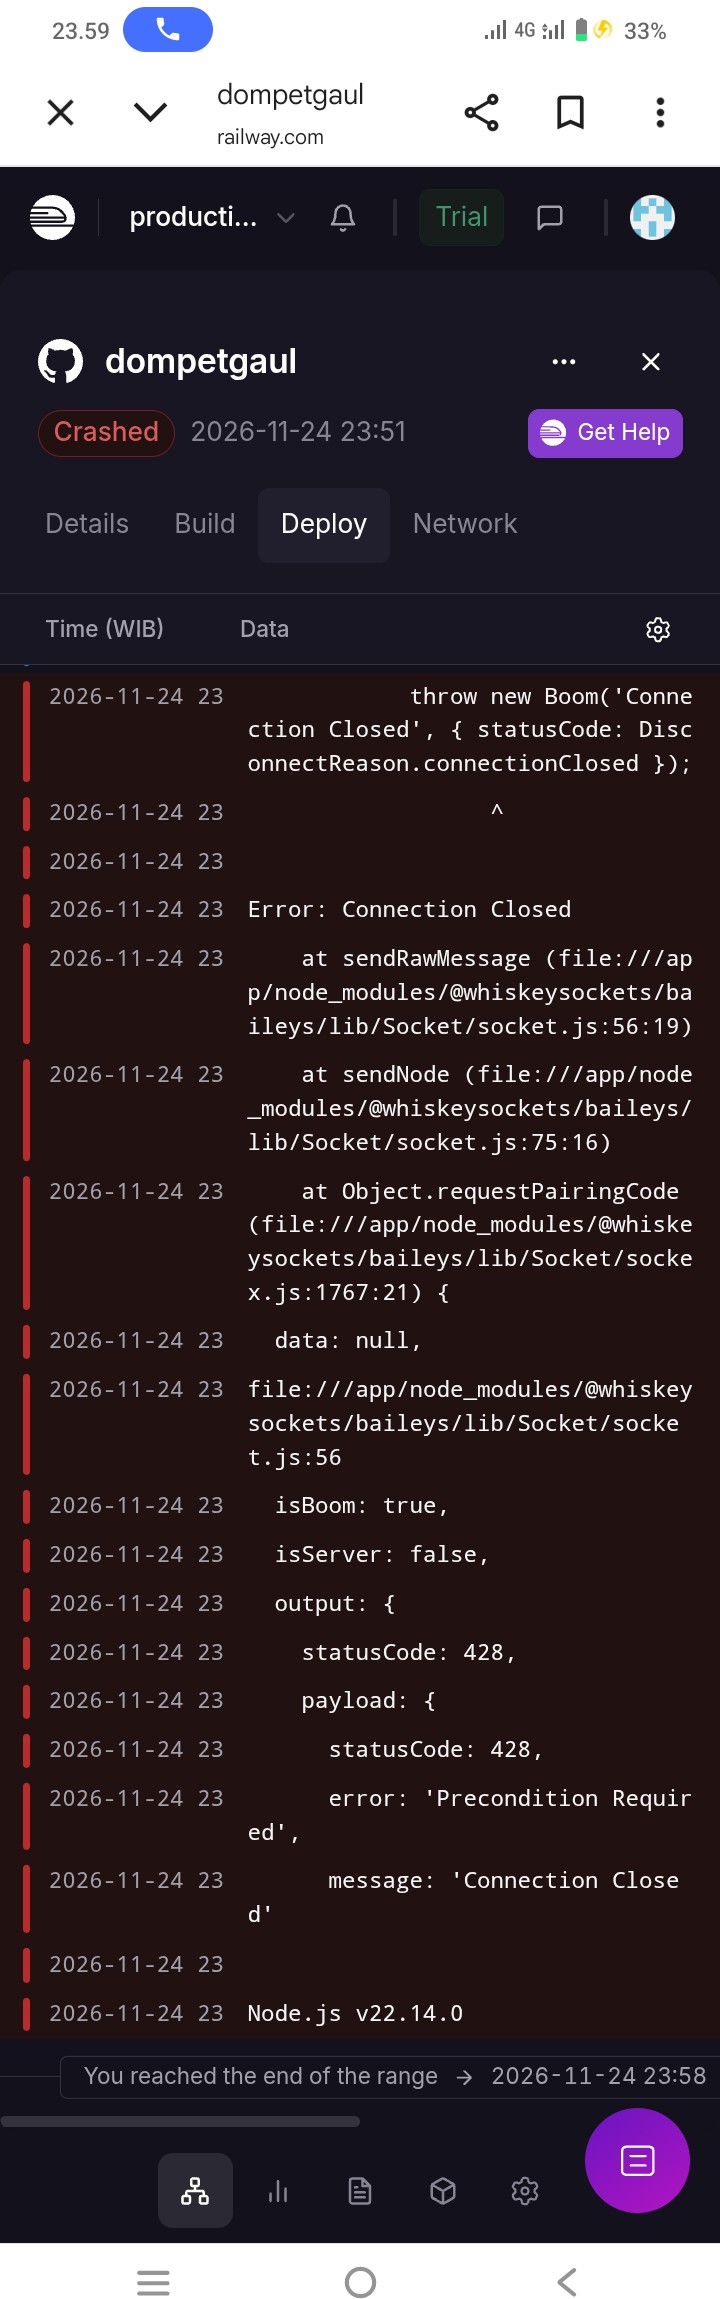 23.59
4G
33%
dompetgaul
railway.com
producti...
Trial
dompetgaul
Crashed
2026-11-24 23:51
Get Help
Details
Build
Deploy
Network
Time (WIB)
Data
2026-11-24 23 throw new Boom('Conne
ction Closed', { statusCode: Disc
onnectReason.connectionClosed });
2026-11-24 23 ^
2026-11-24 23
2026-11-24 23 Error: Connection Closed
2026-11-24 23 at sendRawMessage (file:///ap
p/node_modules/@whiskeysockets/ba
ileys/lib/Socket/socket.js:56:19)
2026-11-24 23 at sendNode (file:///app/node
_modules/@whiskeysockets/baileys/
lib/Socket/socket.js:75:16)
2026-11-24 23 at Object.requestPairingCode
(file:///app/node_modules/@whiske
ysockets/baileys/lib/Socket/socke
x.js:1767:21) {
2026-11-24 23 data: null,
2026-11-24 23 file:///app/node_modules/@whiskey
sockets/baileys/lib/Socket/socke
t.js:56
2026-11-24 23 isBoom: true,
2026-11-24 23 isServer: false,
2026-11-24 23 output: {
2026-11-24 23 statusCode: 428,
2026-11-24 23 payload: {
2026-11-24 23 statusCode: 428,
2026-11-24 23 error: 'Precondition Requir
ed',
2026-11-24 23 message: 'Connection Close
d'
2026-11-24 23
2026-11-24 23 Node.js v22.14.0
You reached the end of the range → 2026-11-24 23:58